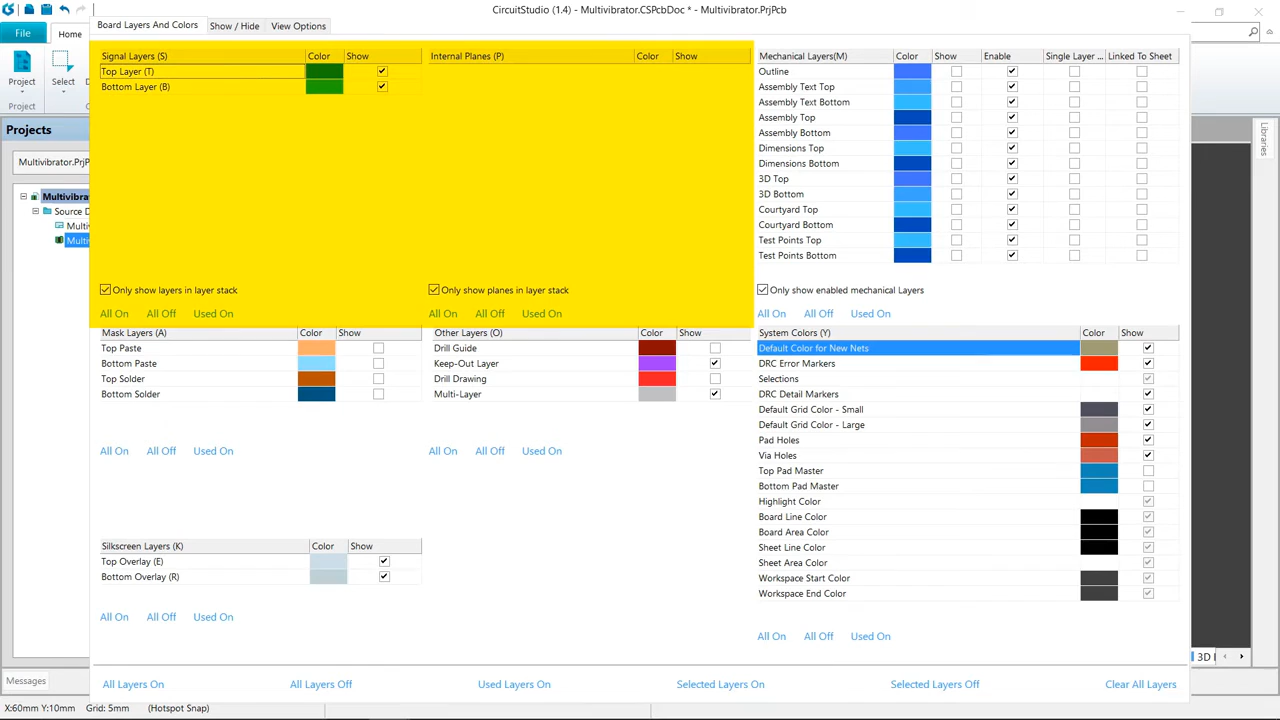 CircuitStudio (1.4) - Multivibrator.CSPcbDoc * - Multivibrator.PrjPcb
File
Home
Project
Select
Project
Projects
Multivibrator.PrjP
Multivibra
Source D
Multiv
Multiv
Messages
X:60mm Y:10mm Grid: 5mm (Hotspot Snap)
Libraries
3D
Board Layers And Colors Show / Hide View Options
Signal Layers (S) Color Show
Top Layer (T)
Bottom Layer (B)
Only show layers in layer stack
All On All Off Used On
Internal Planes (P) Color Show
Only show planes in layer stack
All On All Off Used On
Mechanical Layers(M) Color Show Enable Single Layer ... Linked To Sheet
Outline
Assembly Text Top
Assembly Text Bottom
Assembly Top
Assembly Bottom
Dimensions Top
Dimensions Bottom
3D Top
3D Bottom
Courtyard Top
Courtyard Bottom
Test Points Top
Test Points Bottom
Only show enabled mechanical Layers
All On All Off Used On
Mask Layers (A) Color Show
Top Paste
Bottom Paste
Top Solder
Bottom Solder
All On All Off Used On
Other Layers (O) Color Show
Drill Guide
Keep-Out Layer
Drill Drawing
Multi-Layer
All On All Off Used On
System Colors (Y) Color Show
Default Color for New Nets
DRC Error Markers
Selections
DRC Detail Markers
Default Grid Color - Small
Default Grid Color - Large
Pad Holes
Via Holes
Top Pad Master
Bottom Pad Master
Highlight Color
Board Line Color
Board Area Color
Sheet Line Color
Sheet Area Color
Workspace Start Color
Workspace End Color
All On All Off Used On
Silkscreen Layers (K) Color Show
Top Overlay (E)
Bottom Overlay (R)
All On All Off Used On
All Layers On All Layers Off Used Layers On Selected Layers On Selected Layers Off Clear All Layers